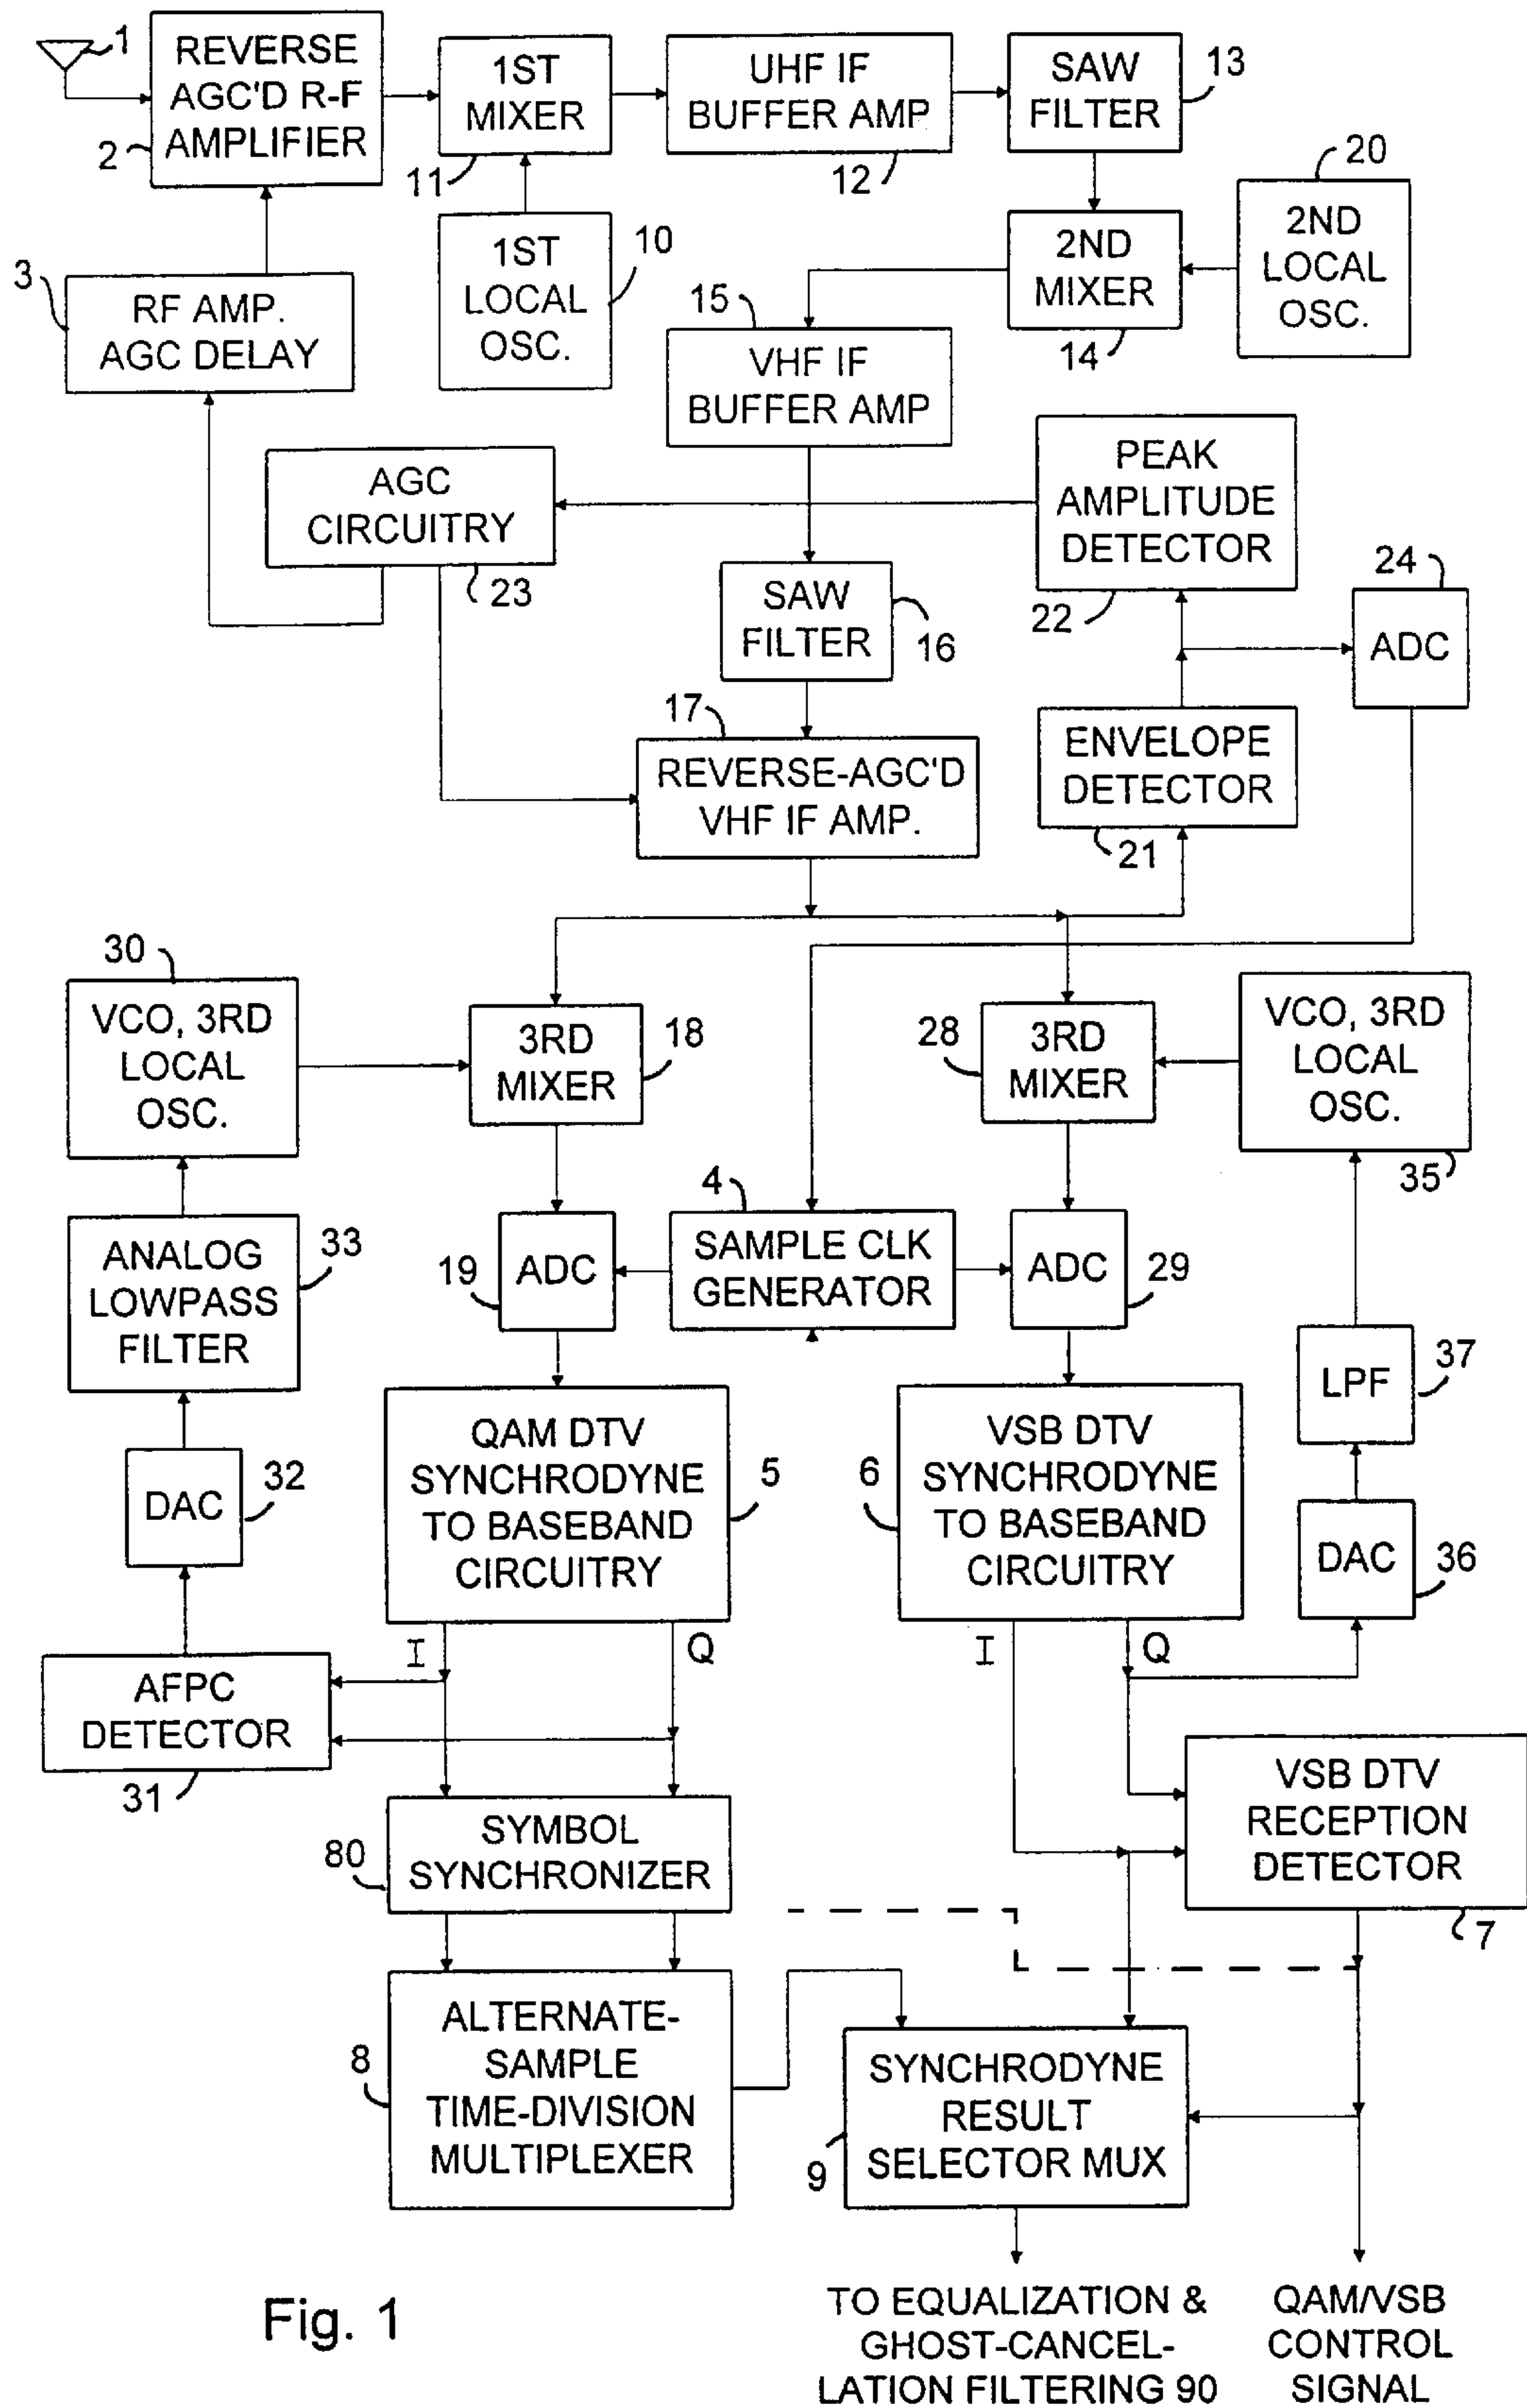 1
REVERSE
AGC'D R-F
AMPLIFIER
2
1ST
MIXER
11
UHF IF
BUFFER AMP
12
SAW
FILTER
13
3
RF AMP.
AGC DELAY
1ST
LOCAL
OSC.
10
2ND
MIXER
14
20
2ND
LOCAL
OSC.
15
VHF IF
BUFFER AMP
AGC
CIRCUITRY
23
PEAK
AMPLITUDE
DETECTOR
22
24
ADC
SAW
FILTER
16
17
REVERSE-AGC'D
VHF IF AMP.
ENVELOPE
DETECTOR
21
30
VCO, 3RD
LOCAL
OSC.
3RD
MIXER
18
28
3RD
MIXER
VCO, 3RD
LOCAL
OSC.
35
ANALOG
LOWPASS
FILTER
33
19
ADC
4
SAMPLE CLK
GENERATOR
ADC
29
LPF
37
DAC
32
QAM DTV
SYNCHRODYNE
TO BASEBAND
CIRCUITRY
5
6
VSB DTV
SYNCHRODYNE
TO BASEBAND
CIRCUITRY
DAC
36
I
Q
I
Q
AFPC
DETECTOR
31
VSB DTV
RECEPTION
DETECTOR
7
80
SYMBOL
SYNCHRONIZER
8
ALTERNATE-
SAMPLE
TIME-DIVISION
MULTIPLEXER
SYNCHRODYNE
RESULT
SELECTOR MUX
9
TO EQUALIZATION &
GHOST-CANCEL-
LATION FILTERING 90
QAM/VSB
CONTROL
SIGNAL
Fig. 1